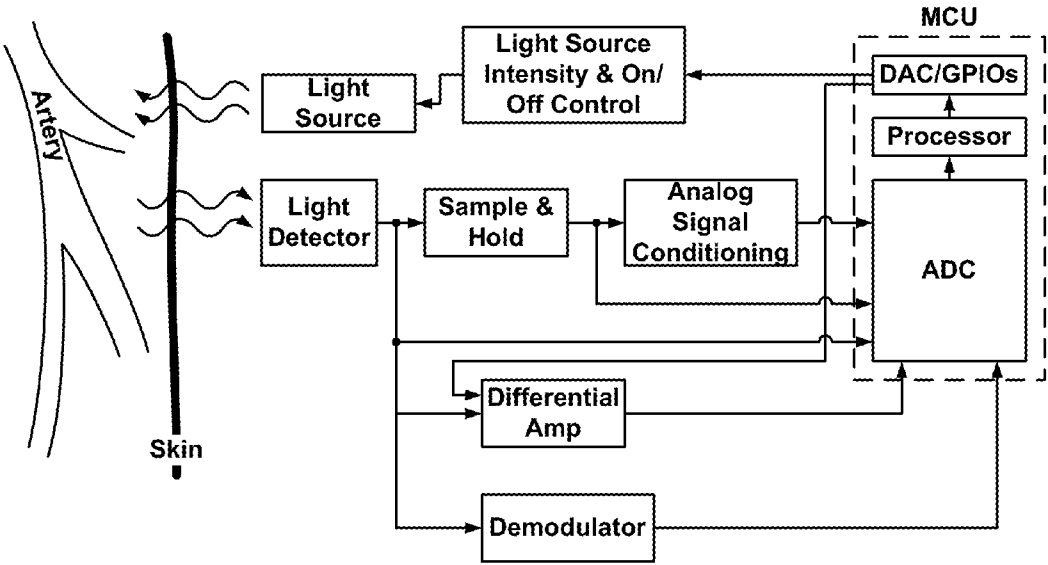 MCU
Light Source
Intensity & On/
Off Control
DAC/GPIOs
Light
Source
Processor
Artery
Light
Detector
Sample &
Hold
Analog
Signal
Conditioning
ADC
Differential
Amp
Skin
Demodulator